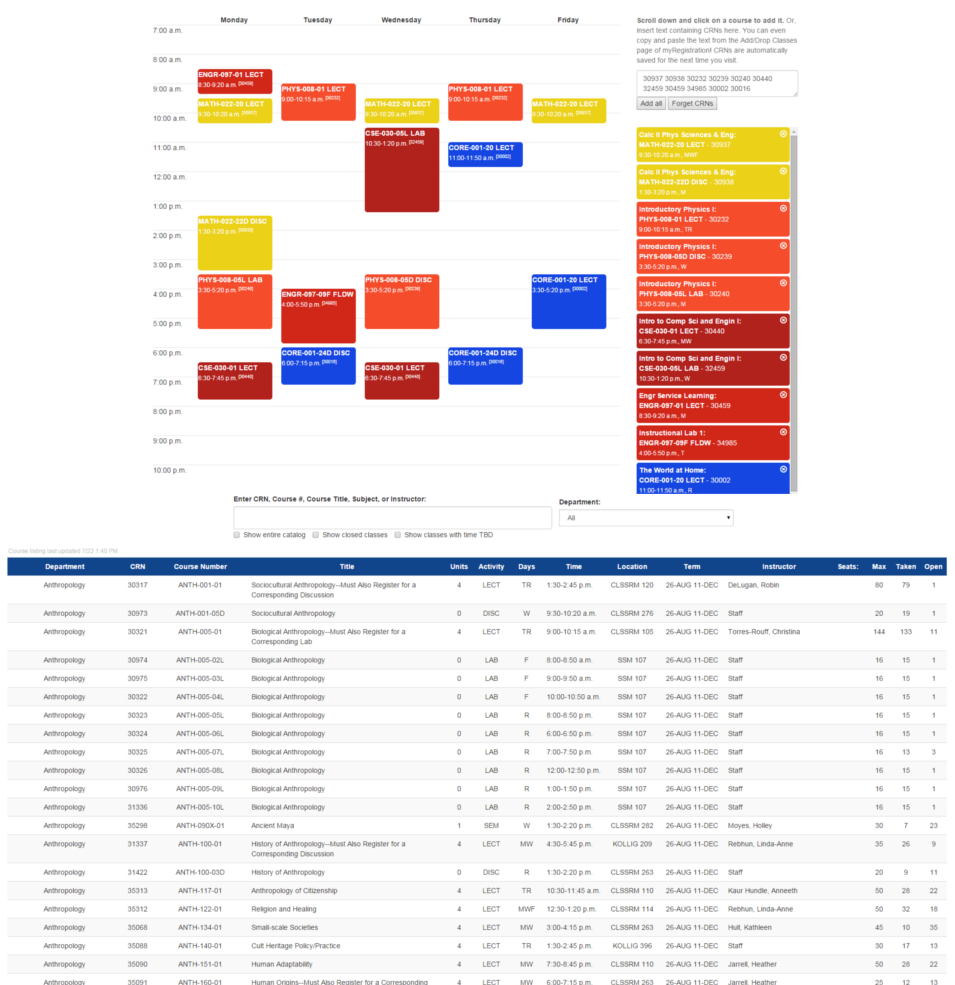 Monday Tuesday Wednesday Thursday Friday
7:00 a.m.
8:00 a.m.
9:00 a.m.
10:00 a.m.
11:00 a.m.
12:00 a.m.
1:00 p.m.
2:00 p.m.
3:00 p.m.
4:00 p.m.
5:00 p.m.
6:00 p.m.
7:00 p.m.
8:00 p.m.
9:00 p.m.
10:00 p.m.
ENGR-097-01 LECT
8:30-9:20 a.m. [30459]
MATH-022-20 LECT
9:30-10:20 a.m. [30937]
MATH-022-22D DISC
1:30-3:20 p.m. [30938]
PHYS-008-05L LAB
3:30-5:20 p.m. [30240]
CSE-030-01 LECT
6:30-7:45 p.m. [30440]
PHYS-008-01 LECT
9:00-10:15 a.m. [30232]
ENGR-097-09F FLDW
4:00-5:50 p.m. [34985]
CORE-001-24D DISC
6:00-7:15 p.m. [30016]
MATH-022-20 LECT
9:30-10:20 a.m. [30937]
CSE-030-05L LAB
10:30-1:20 p.m. [32459]
PHYS-008-05D DISC
3:30-5:20 p.m. [30239]
CSE-030-01 LECT
6:30-7:45 p.m. [30440]
PHYS-008-01 LECT
9:00-10:15 a.m. [30232]
CORE-001-20 LECT
11:00-11:50 a.m. [30002]
CORE-001-24D DISC
6:00-7:15 p.m. [30016]
MATH-022-20 LECT
9:30-10:20 a.m. [30937]
CORE-001-20 LECT
3:30-5:20 p.m. [30002]
Scroll down and click on a course to add it. Or,
insert text containing CRNs here. You can even
copy and paste the text from the Add/Drop Classes
page of myRegistration! CRNs are automatically
saved for the next time you visit.
30937 30938 30232 30239 30240 30440
32459 30459 34985 30002 30016
Add all Forget CRNs
Calc II Phys Sciences & Eng:
MATH-022-20 LECT - 30937
9:30-10:20 a.m., MWF
Calc II Phys Sciences & Eng:
MATH-022-22D DISC - 30938
1:30-3:20 p.m., M
Introductory Physics I:
PHYS-008-01 LECT - 30232
9:00-10:15 a.m., TR
Introductory Physics I:
PHYS-008-05D DISC - 30239
3:30-5:20 p.m., W
Introductory Physics I:
PHYS-008-05L LAB - 30240
3:30-5:20 p.m., M
Intro to Comp Sci and Engin I:
CSE-030-01 LECT - 30440
6:30-7:45 p.m., MW
Intro to Comp Sci and Engin I:
CSE-030-05L LAB - 32459
10:30-1:20 p.m., W
Engr Service Learning:
ENGR-097-01 LECT - 30459
8:30-9:20 a.m., M
Instructional Lab 1:
ENGR-097-09F FLDW - 34985
4:00-5:50 p.m., T
The World at Home:
CORE-001-20 LECT - 30002
11:00-11:50 a.m., R
Enter CRN, Course #, Course Title, Subject, or Instructor:
Department:
All
Show entire catalog Show closed classes Show classes with time TBD
Course listing last updated 7/23 1:40 PM
Department CRN Course Number Title Units Activity Days Time Location Term Instructor Seats: Max Taken Open
Anthropology 30317 ANTH-001-01 Sociocultural Anthropology--Must Also Register for a 4 LECT TR 1:30-2:45 p.m. CLSSRM 120 26-AUG 11-DEC DeLugan, Robin 80 79 1
Corresponding Discussion
Anthropology 30973 ANTH-001-05D Sociocultural Anthropology 0 DISC W 9:30-10:20 a.m. CLSSRM 276 26-AUG 11-DEC Staff 20 19 1
Anthropology 30321 ANTH-005-01 Biological Anthropology--Must Also Register for a 4 LECT TR 9:00-10:15 a.m. CLSSRM 105 26-AUG 11-DEC Torres-Rouff, Christina 144 133 11
Corresponding Lab
Anthropology 30974 ANTH-005-02L Biological Anthropology 0 LAB F 8:00-8:50 a.m. SSM 107 26-AUG 11-DEC Staff 16 15 1
Anthropology 30975 ANTH-005-03L Biological Anthropology 0 LAB F 9:00-9:50 a.m. SSM 107 26-AUG 11-DEC Staff 16 15 1
Anthropology 30322 ANTH-005-04L Biological Anthropology 0 LAB F 10:00-10:50 a.m. SSM 107 26-AUG 11-DEC Staff 16 15 1
Anthropology 30323 ANTH-005-05L Biological Anthropology 0 LAB R 8:00-8:50 p.m. SSM 107 26-AUG 11-DEC Staff 16 15 1
Anthropology 30324 ANTH-005-06L Biological Anthropology 0 LAB R 6:00-6:50 p.m. SSM 107 26-AUG 11-DEC Staff 16 15 1
Anthropology 30325 ANTH-005-07L Biological Anthropology 0 LAB R 7:00-7:50 p.m. SSM 107 26-AUG 11-DEC Staff 16 13 3
Anthropology 30326 ANTH-005-08L Biological Anthropology 0 LAB R 12:00-12:50 p.m. SSM 107 26-AUG 11-DEC Staff 16 15 1
Anthropology 30976 ANTH-005-09L Biological Anthropology 0 LAB R 1:00-1:50 p.m. SSM 107 26-AUG 11-DEC Staff 16 15 1
Anthropology 31336 ANTH-005-10L Biological Anthropology 0 LAB R 2:00-2:50 p.m. SSM 107 26-AUG 11-DEC Staff 16 15 1
Anthropology 35298 ANTH-090X-01 Ancient Maya 1 SEM W 1:30-2:20 p.m. CLSSRM 282 26-AUG 11-DEC Moyes, Holley 30 7 23
Anthropology 31337 ANTH-100-01 History of Anthropology--Must Also Register for a 4 LECT MW 4:30-5:45 p.m. KOLLIG 209 26-AUG 11-DEC Rebhun, Linda-Anne 35 26 9
Corresponding Discussion
Anthropology 31422 ANTH-100-03D History of Anthropology 0 DISC R 1:30-2:20 p.m. CLSSRM 263 26-AUG 11-DEC Staff 20 9 11
Anthropology 35313 ANTH-117-01 Anthropology of Citizenship 4 LECT TR 10:30-11:45 a.m. CLSSRM 110 26-AUG 11-DEC Kaur Hundle, Anneeth 50 28 22
Anthropology 35312 ANTH-122-01 Religion and Healing 4 LECT MWF 12:30-1:20 p.m. CLSSRM 114 26-AUG 11-DEC Rebhun, Linda-Anne 50 32 18
Anthropology 35068 ANTH-134-01 Small-scale Societies 4 LECT MW 3:00-4:15 p.m. CLSSRM 263 26-AUG 11-DEC Hull, Kathleen 45 10 35
Anthropology 35088 ANTH-140-01 Cult Heritage Policy/Practice 4 LECT TR 1:30-2:45 p.m. KOLLIG 396 26-AUG 11-DEC Staff 30 17 13
Anthropology 35090 ANTH-151-01 Human Adaptability 4 LECT MW 7:30-8:45 p.m. CLSSRM 110 26-AUG 11-DEC Jarrell, Heather 50 28 22
Anthropology 35091 ANTH-160-01 Human Origins--Must Also Register for a Corresponding 4 LECT MW 6:00-7:15 p.m. CLSSRM 263 26-AUG 11-DEC Jarrell, Heather 25 12 13